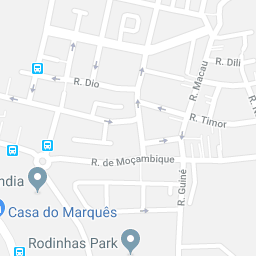 R. Dili
R. Macau
R. Dio
R. Timor
R. de Moçambique
ndia
R. Guiné
Casa do Marquês
Rodinhas Park